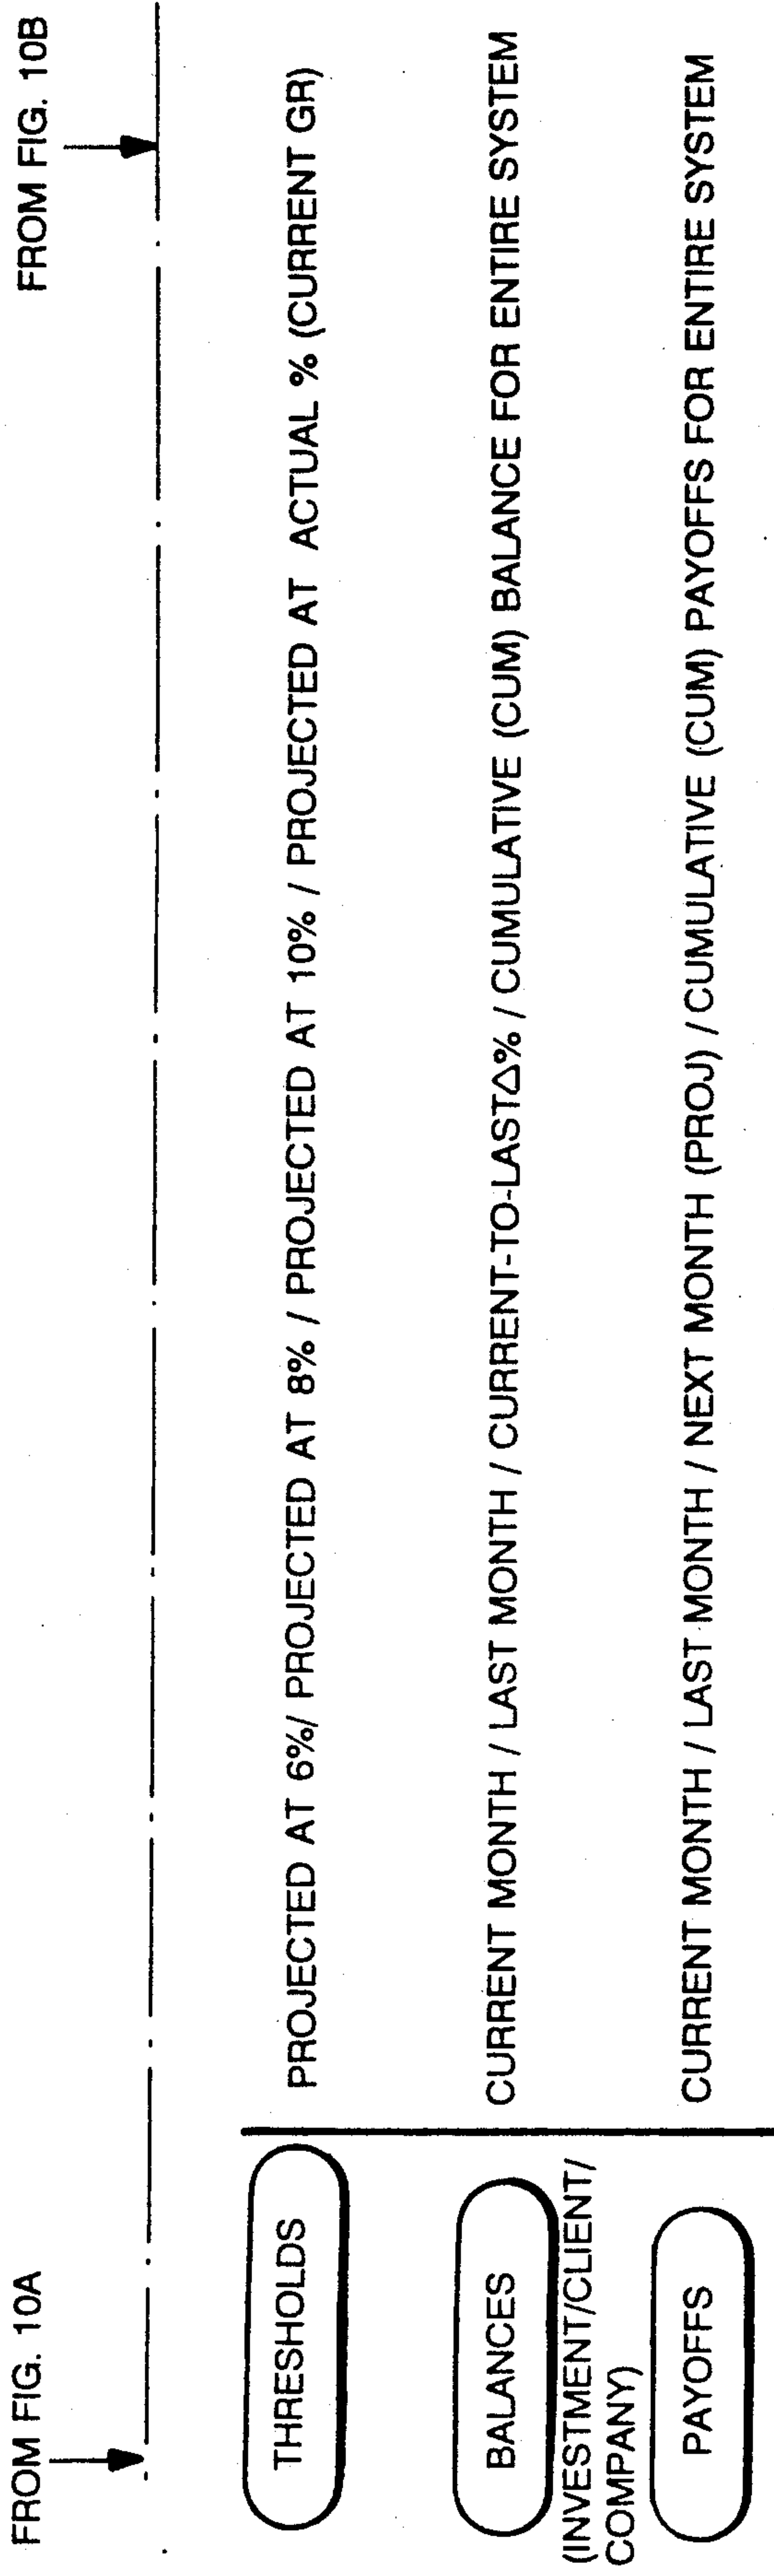 FROM FIG. 10A
FROM FIG. 10B
THRESHOLDS
PROJECTED AT 6%/ PROJECTED AT 8% / PROJECTED AT 10% / PROJECTED AT ACTUAL % (CURRENT GR)
BALANCES
CURRENT MONTH / LAST MONTH / CURRENT-TO-LAST∆% / CUMULATIVE (CUM) BALANCE FOR ENTIRE SYSTEM
(INVESTMENT/CLIENT/
COMPANY)
PAYOFFS
CURRENT MONTH / LAST MONTH / NEXT MONTH (PROJ) / CUMULATIVE (CUM) PAYOFFS FOR ENTIRE SYSTEM